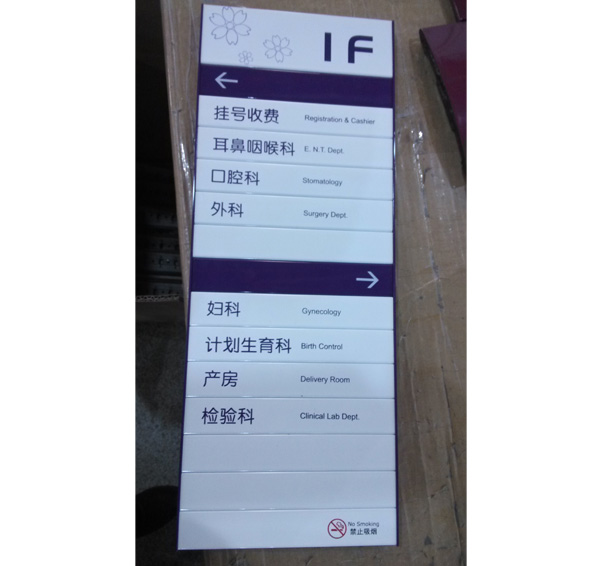 1F
←
挂号收费 Registration & Cashier
耳鼻咽喉科 E. N.T. Dept.
口腔科 Stomatology
外科 Surgery Dept.
→
妇科 Gynecology
计划生育科 Birth Control
产房 Delivery Room
检验科 Clinical Lab Dept.
No Smoking
禁止吸烟